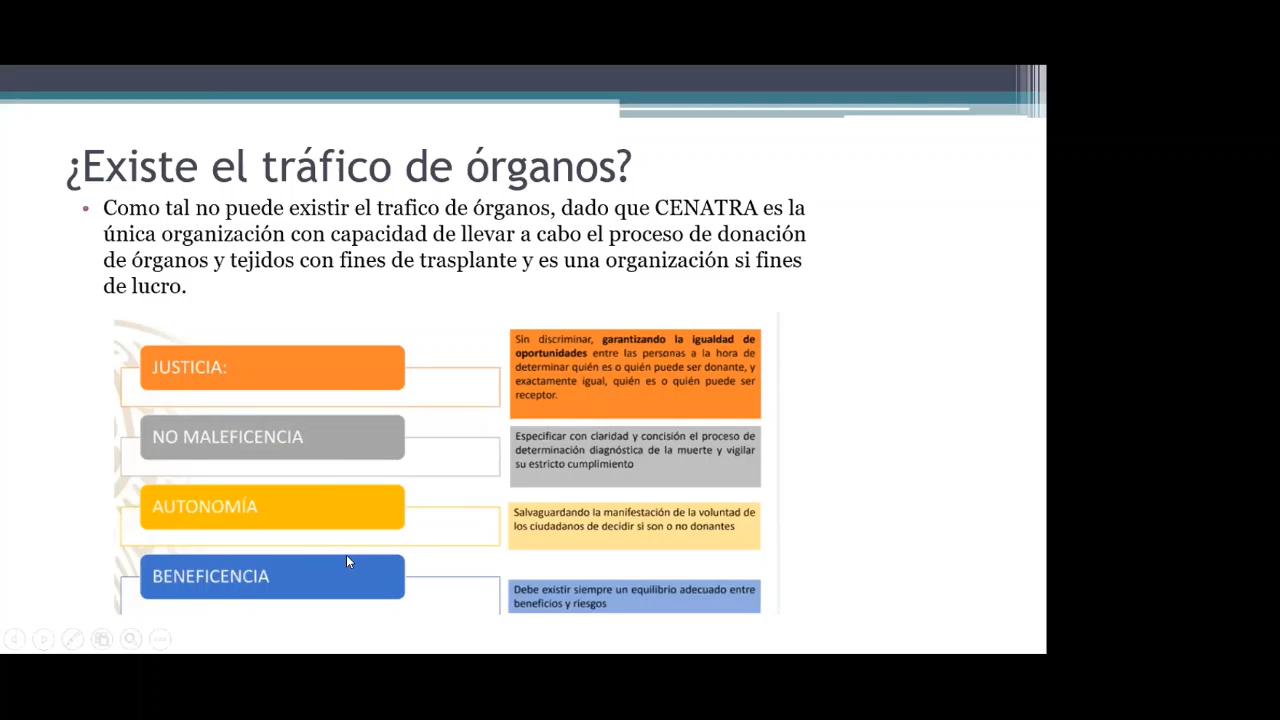 ¿Existe el tráfico de órganos?
• Como tal no puede existir el trafico de órganos, dado que CENATRA es la
única organización con capacidad de llevar a cabo el proceso de donación
de órganos y tejidos con fines de trasplante y es una organización si fines
de lucro.
JUSTICIA:
Sin discriminar, garantizando la igualdad de
oportunidades entre las personas a la hora de
determinar quién es o quién puede ser donante, y
exactamente igual, quién es o quién puede ser
receptor.
NO MALEFICENCIA
Especificar con claridad y concisión el proceso de
determinación diagnóstica de la muerte y vigilar
su estricto cumplimiento
AUTONOMÍA
Salvaguardando la manifestación de la voluntad de
los ciudadanos de decidir si son o no donantes
BENEFICENCIA
Debe existir siempre un equilibrio adecuado entre
beneficios y riesgos